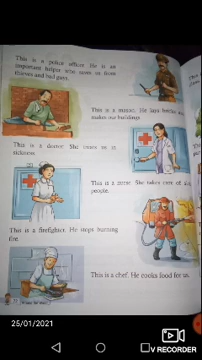 This is a police officer. He is an
important helper who saves us from
thieves and bad guys.
This is a mason. He lays bricks
makes our buildings.
This is a doctor. She cures us in
sickness.
This is a nurse. She takes care of sick
people.
This is a firefighter. He stops burning
fire.
This is a chef. He cooks food for us.
25/01/2021
V RECORDER